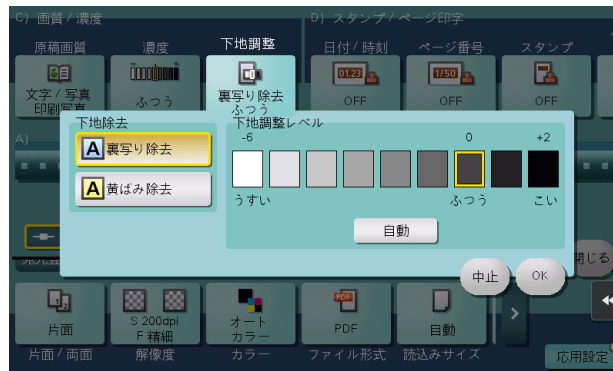 C) 画質 / 濃度
D) スタンプ / ページ印字
原稿画質
濃度
下地調整
日付 / 時刻
ページ番号
スタンプ
文字 / 写真
印刷写真
ふつう
裏写り除去
ふつう
01.23
OFF
1/50
OFF
OFF
A)
下地除去
A 裏写り除去
A 黄ばみ除去
下地調整レベル
-6
0
+2
うすい
ふつう
こい
自動
中止
OK
閉じる
片面
S 200dpi
F 精細
オート
カラー
PDF
PDF
自動
片面 / 両面
解像度
カラー
ファイル形式
読込みサイズ
応用設定